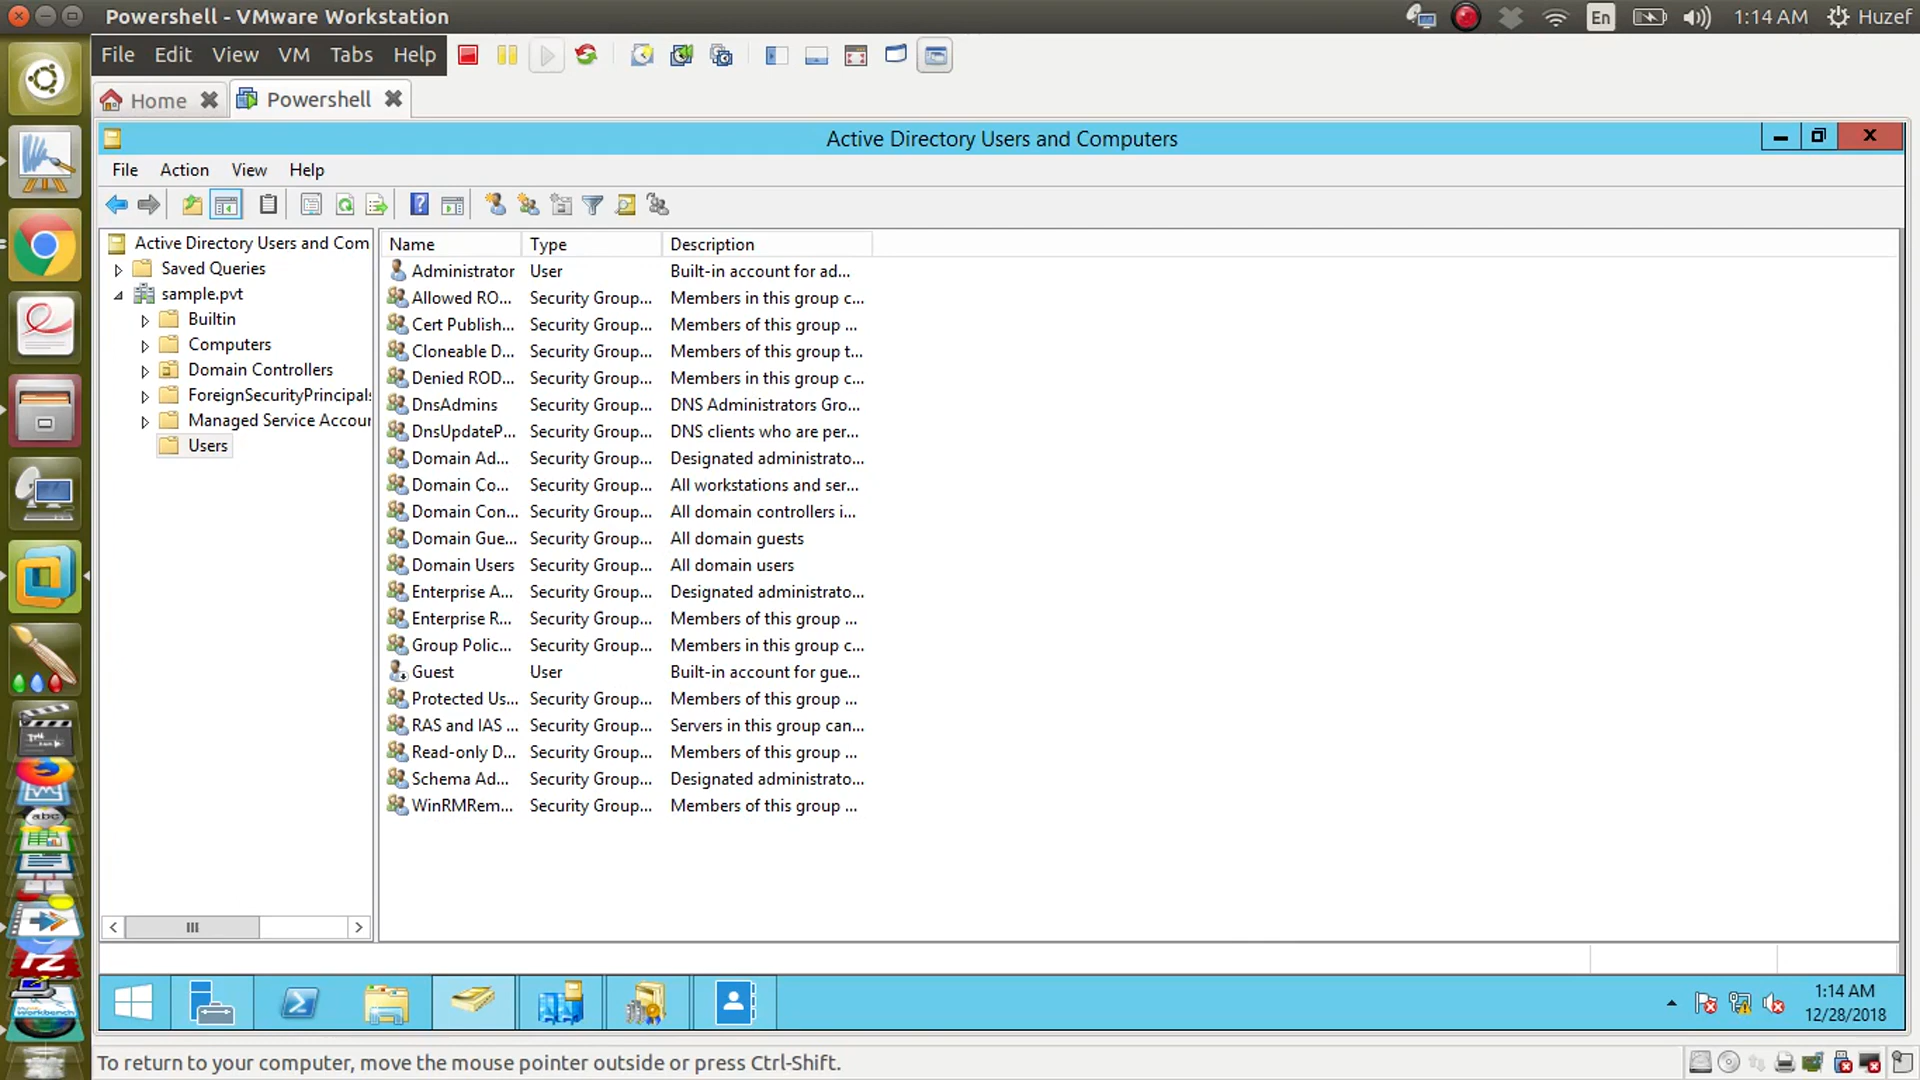 Powershell - VMware Workstation
En
1:14 AM
Huzef
File Edit View VM Tabs Help
Home
Powershell
Active Directory Users and Computers
File Action View Help
Active Directory Users and Com
Saved Queries
sample.pvt
Builtin
Computers
Domain Controllers
ForeignSecurityPrincipals
Managed Service Accour
Users
Name Type Description
Administrator User Built-in account for ad...
Allowed RO... Security Group... Members in this group c...
Cert Publish... Security Group... Members of this group ...
Cloneable D... Security Group... Members of this group t...
Denied ROD... Security Group... Members in this group c...
DnsAdmins Security Group... DNS Administrators Gro...
DnsUpdateP... Security Group... DNS clients who are per...
Domain Ad... Security Group... Designated administrato...
Domain Co... Security Group... All workstations and ser...
Domain Con... Security Group... All domain controllers i...
Domain Gue... Security Group... All domain guests
Domain Users Security Group... All domain users
Enterprise A... Security Group... Designated administrato...
Enterprise R... Security Group... Members of this group ...
Group Polic... Security Group... Members in this group c...
Guest User Built-in account for gue...
Protected Us... Security Group... Members of this group ...
RAS and IAS ... Security Group... Servers in this group can...
Read-only D... Security Group... Members of this group ...
Schema Ad... Security Group... Designated administrato...
WinRMRem... Security Group... Members of this group ...
1:14 AM
12/28/2018
To return to your computer, move the mouse pointer outside or press Ctrl-Shift.